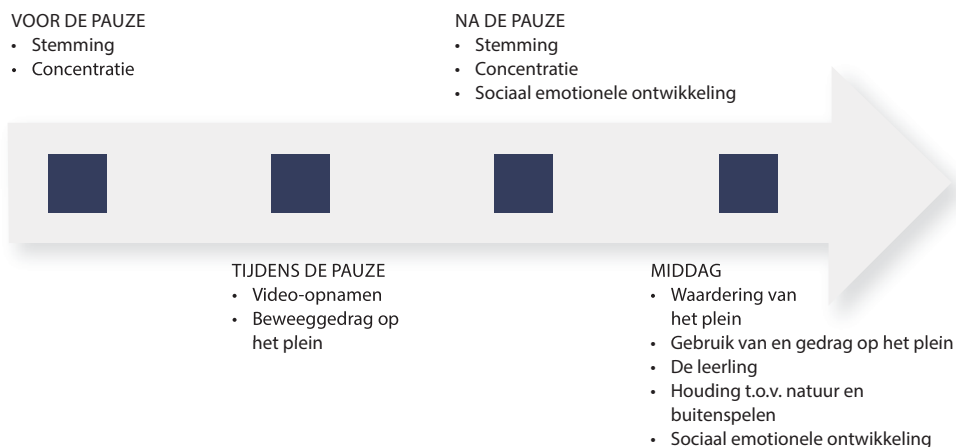 VOOR DE PAUZE
• Stemming
• Concentratie
NA DE PAUZE
• Stemming
• Concentratie
• Sociaal emotionele ontwikkeling
TIJDENS DE PAUZE
• Video-opnamen
• Beweeggedrag op
het plein
MIDDAG
• Waardering van
het plein
• Gebruik van en gedrag op het plein
• De leerling
• Houding t.o.v. natuur en
buitenspelen
• Sociaal emotionele ontwikkeling